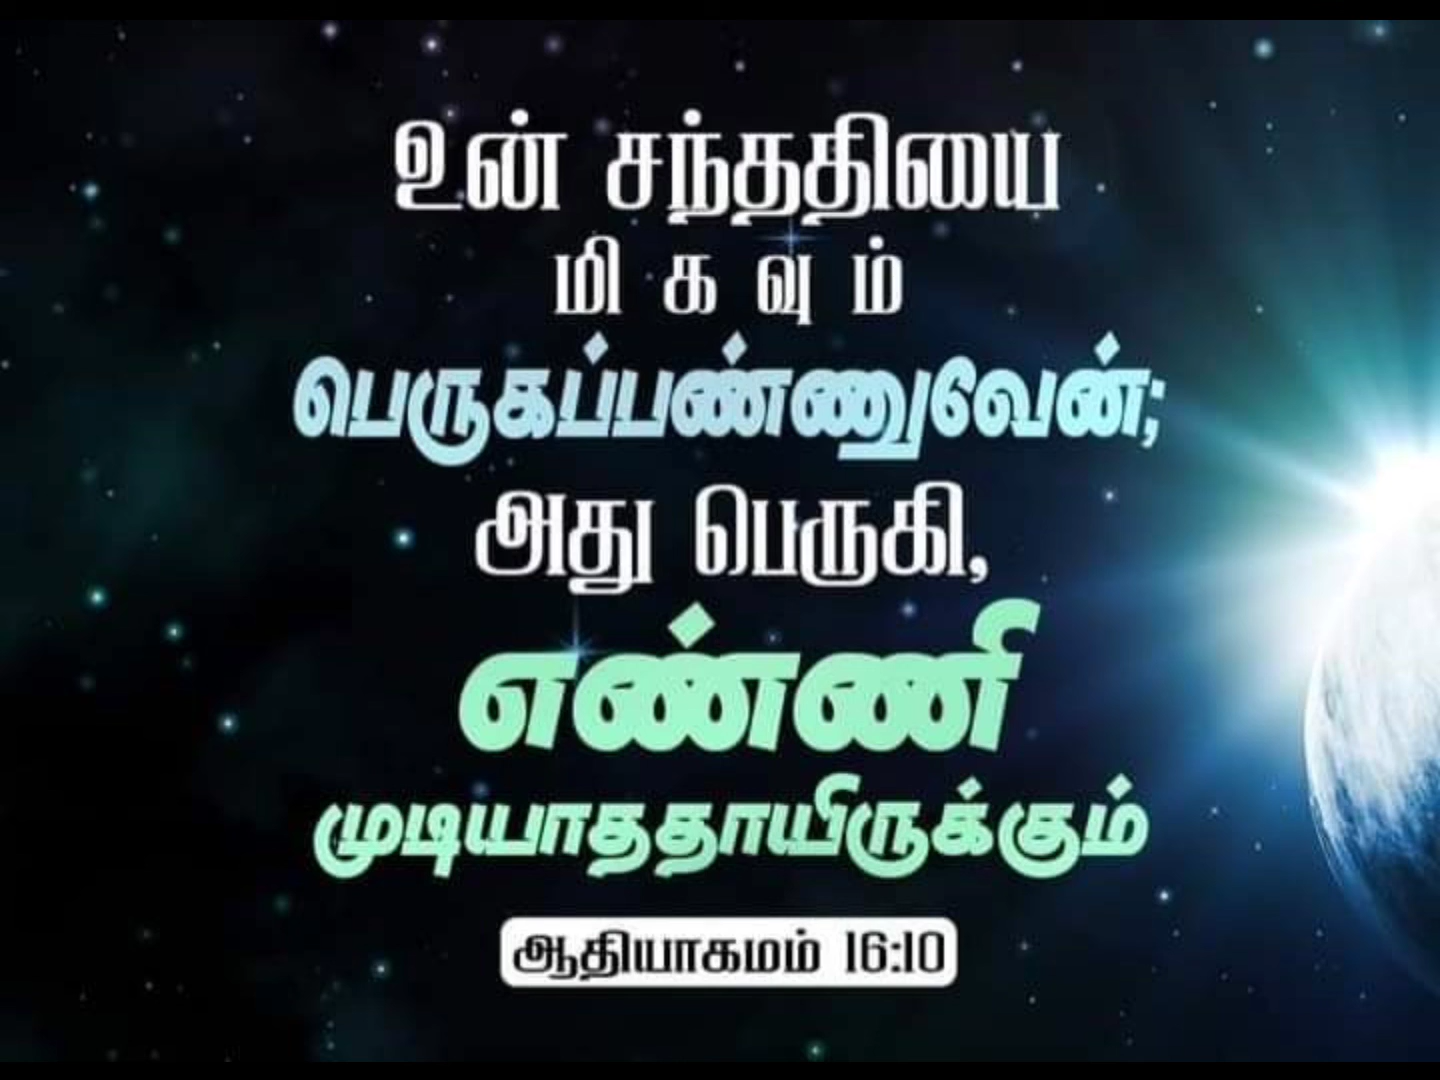 உன் சந்ததியை
மிகவும்
பெருகப்பண்ணுவேன்;
அது பெருகி,
எண்ணி
முடியாததாயிருக்கும்
ஆதியாகமம் 16:10